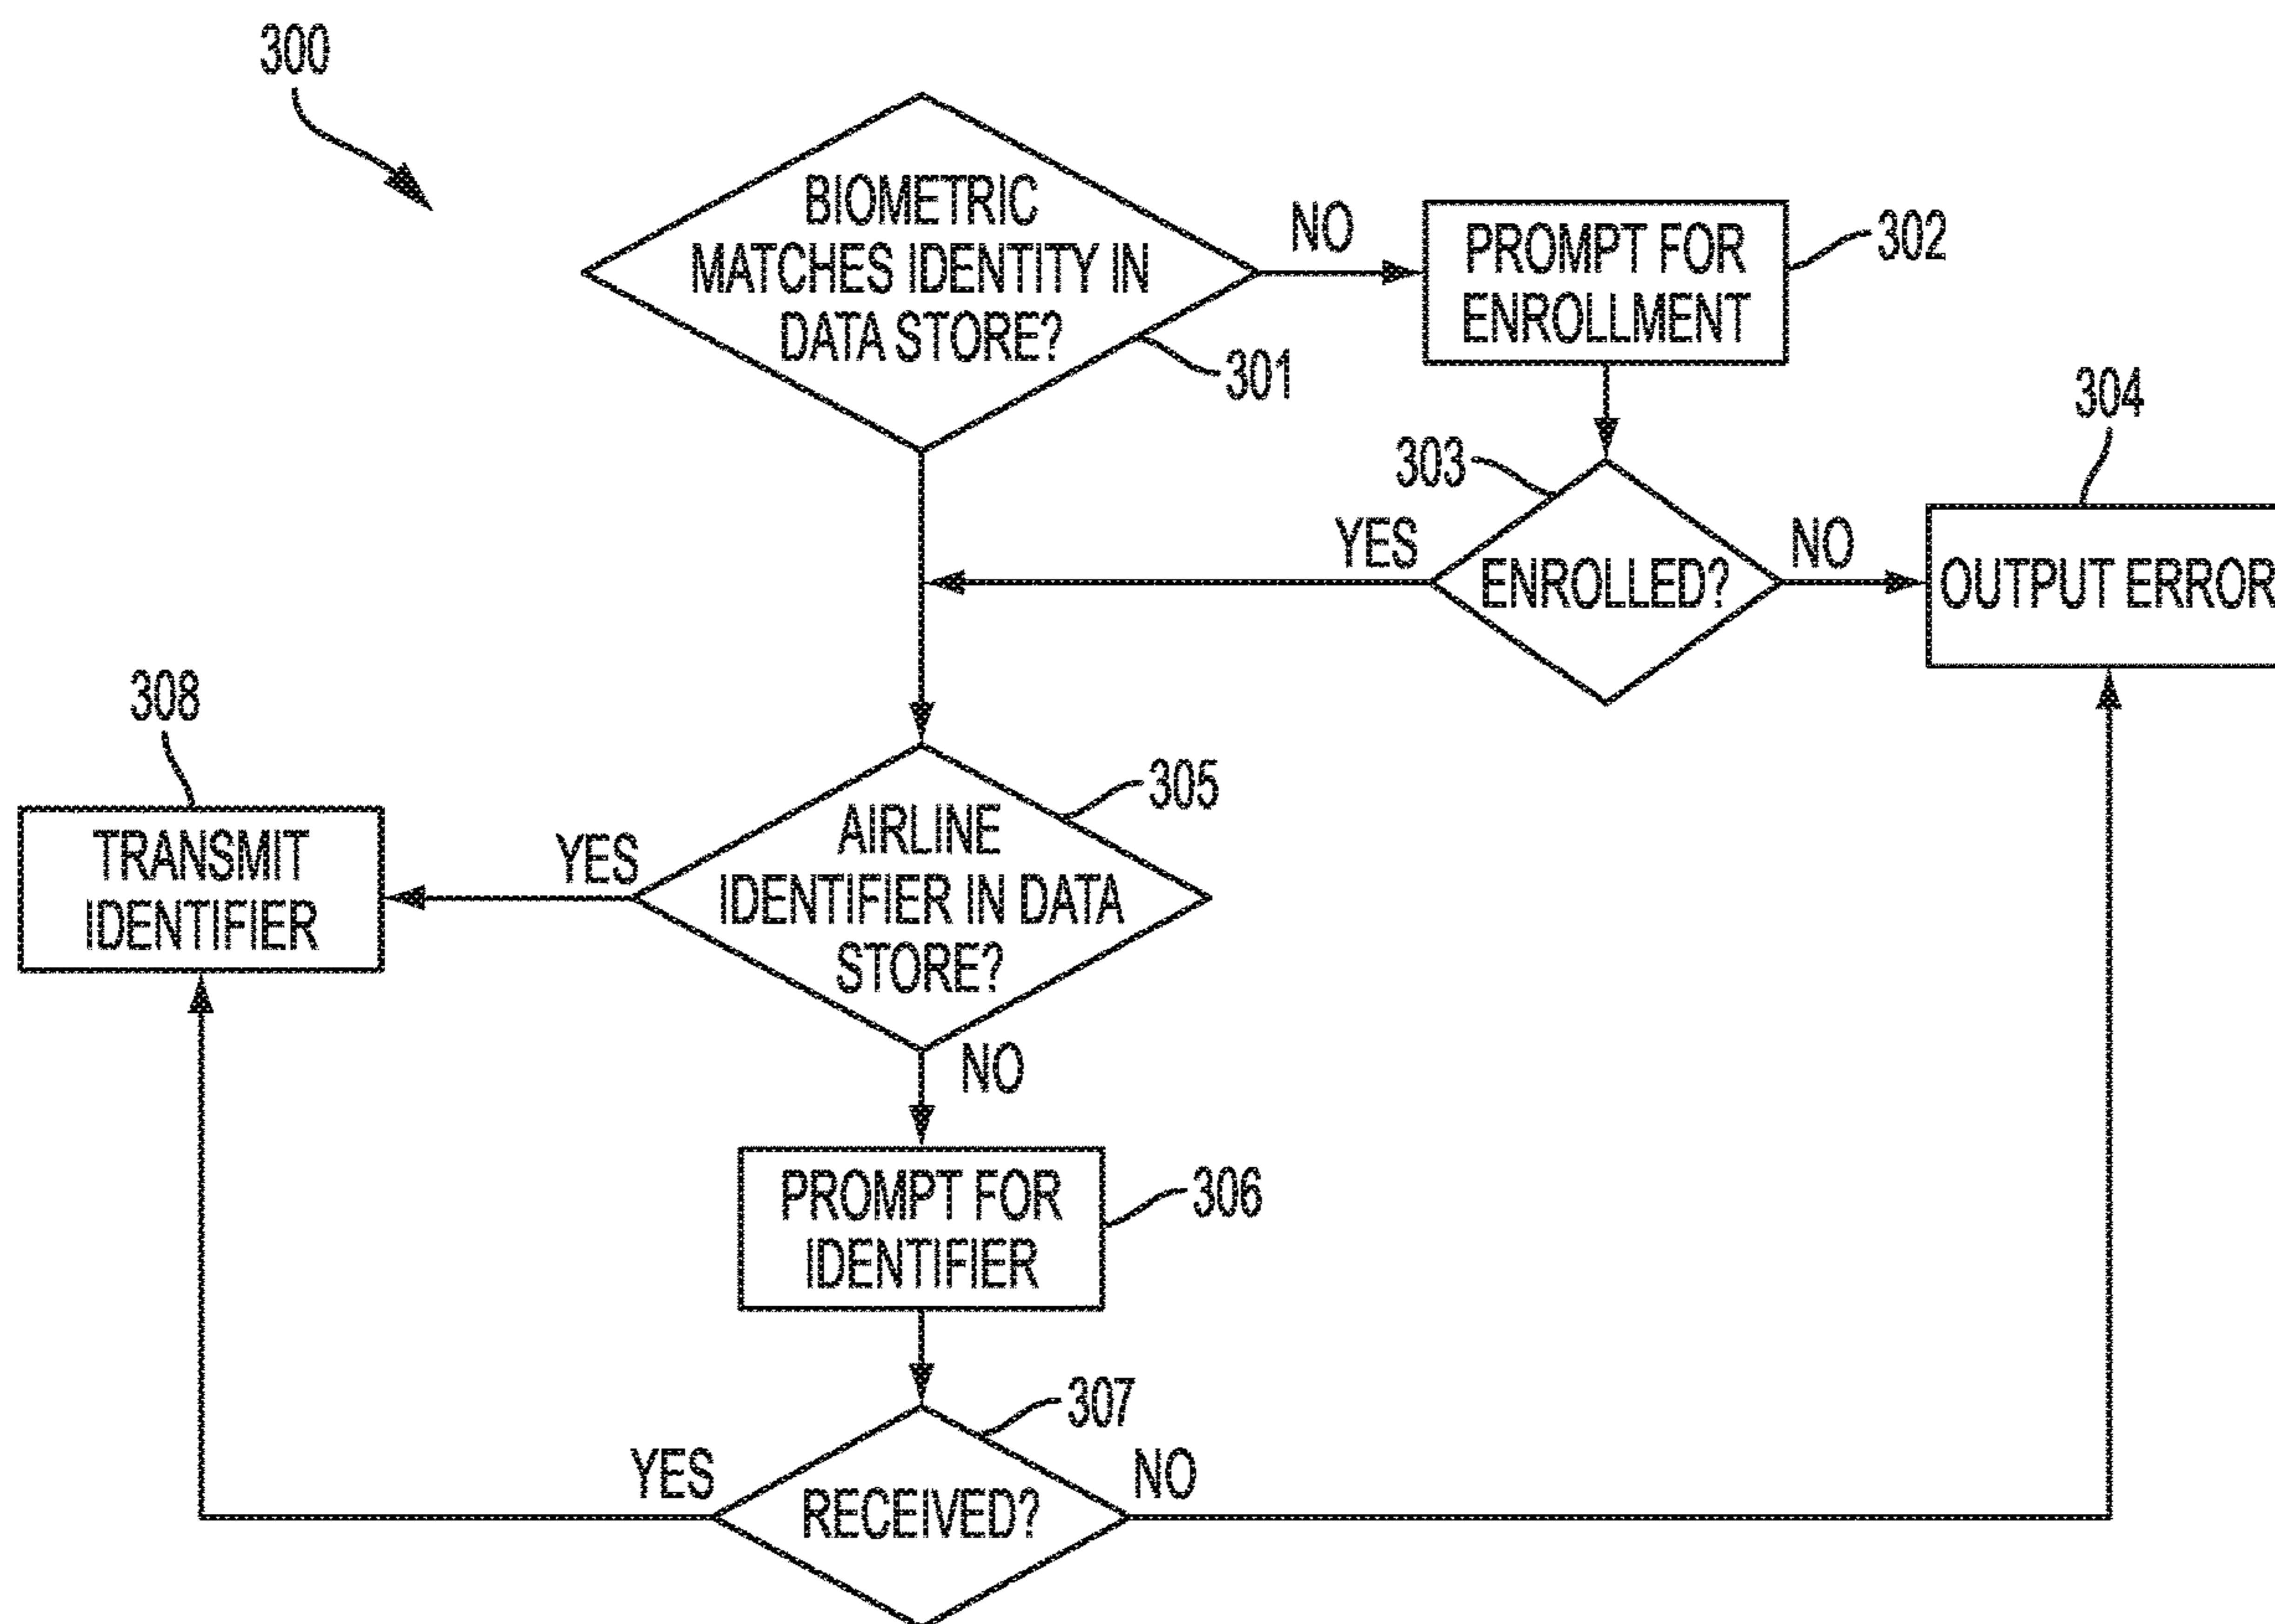 300
BIOMETRIC
MATCHES IDENTITY IN
DATA STORE?
301
NO
PROMPT FOR
ENROLLMENT
302
303
ENROLLED?
YES
NO
304
OUTPUT ERROR
305
AIRLINE
IDENTIFIER IN DATA
STORE?
YES
308
TRANSMIT
IDENTIFIER
NO
PROMPT FOR
IDENTIFIER
306
307
RECEIVED?
YES
NO